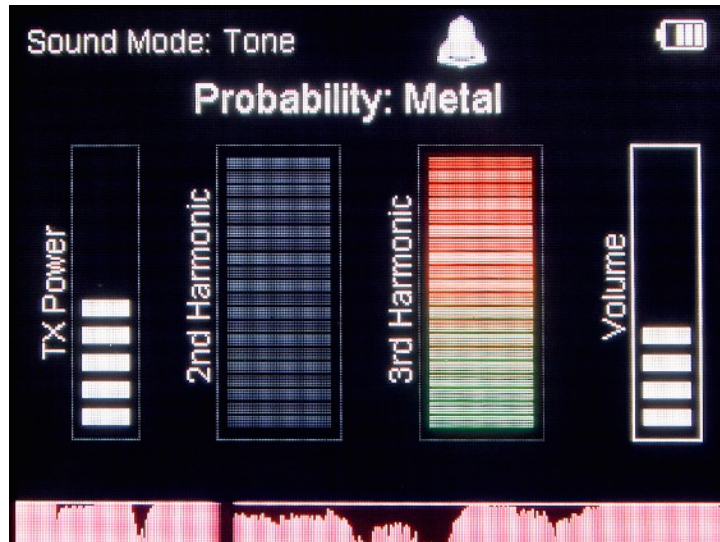 Sound Mode: Tone
Probability: Metal
TX Power
2nd Harmonic
3rd Harmonic
Volume